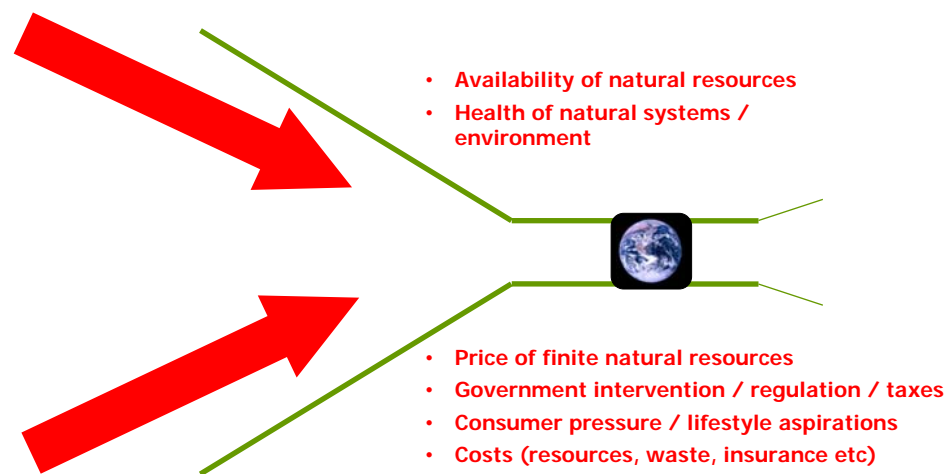 • Availability of natural resources
• Health of natural systems /
environment
• Price of finite natural resources
• Government intervention / regulation / taxes
• Consumer pressure / lifestyle aspirations
• Costs (resources, waste, insurance etc)